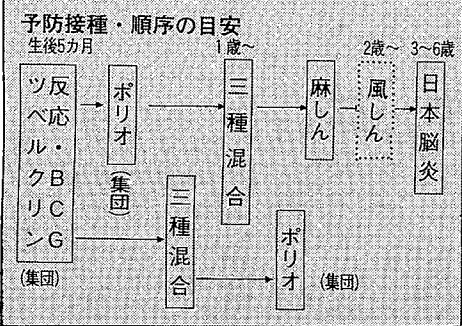 予防接種・順序の目安
生後5カ月
1歳〜
2歳〜
3〜6歳
ツベルクリン
反応・BCG
(集団)
ポリオ
(集団)
三種混合
麻しん
風しん
日本脳炎
三種混合
ポリオ
(集団)